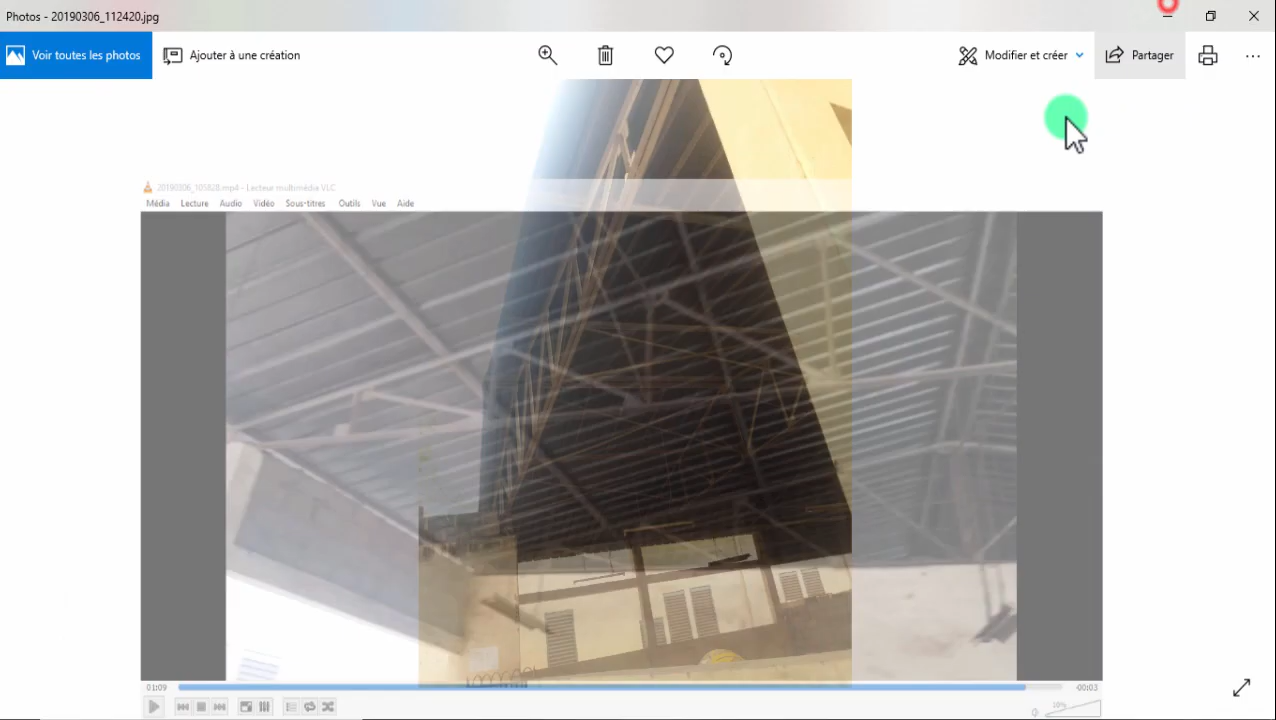 Photos - 20190306_112420.jpg
Voir toutes les photos
Ajouter à une création
Modifier et créer
Partager
20190306_105828.mp4 - Lecteur multimédia VLC
Média Lecture Audio Vidéo Sous-titres Outils Vue Aide
01:09
-00:03
10%